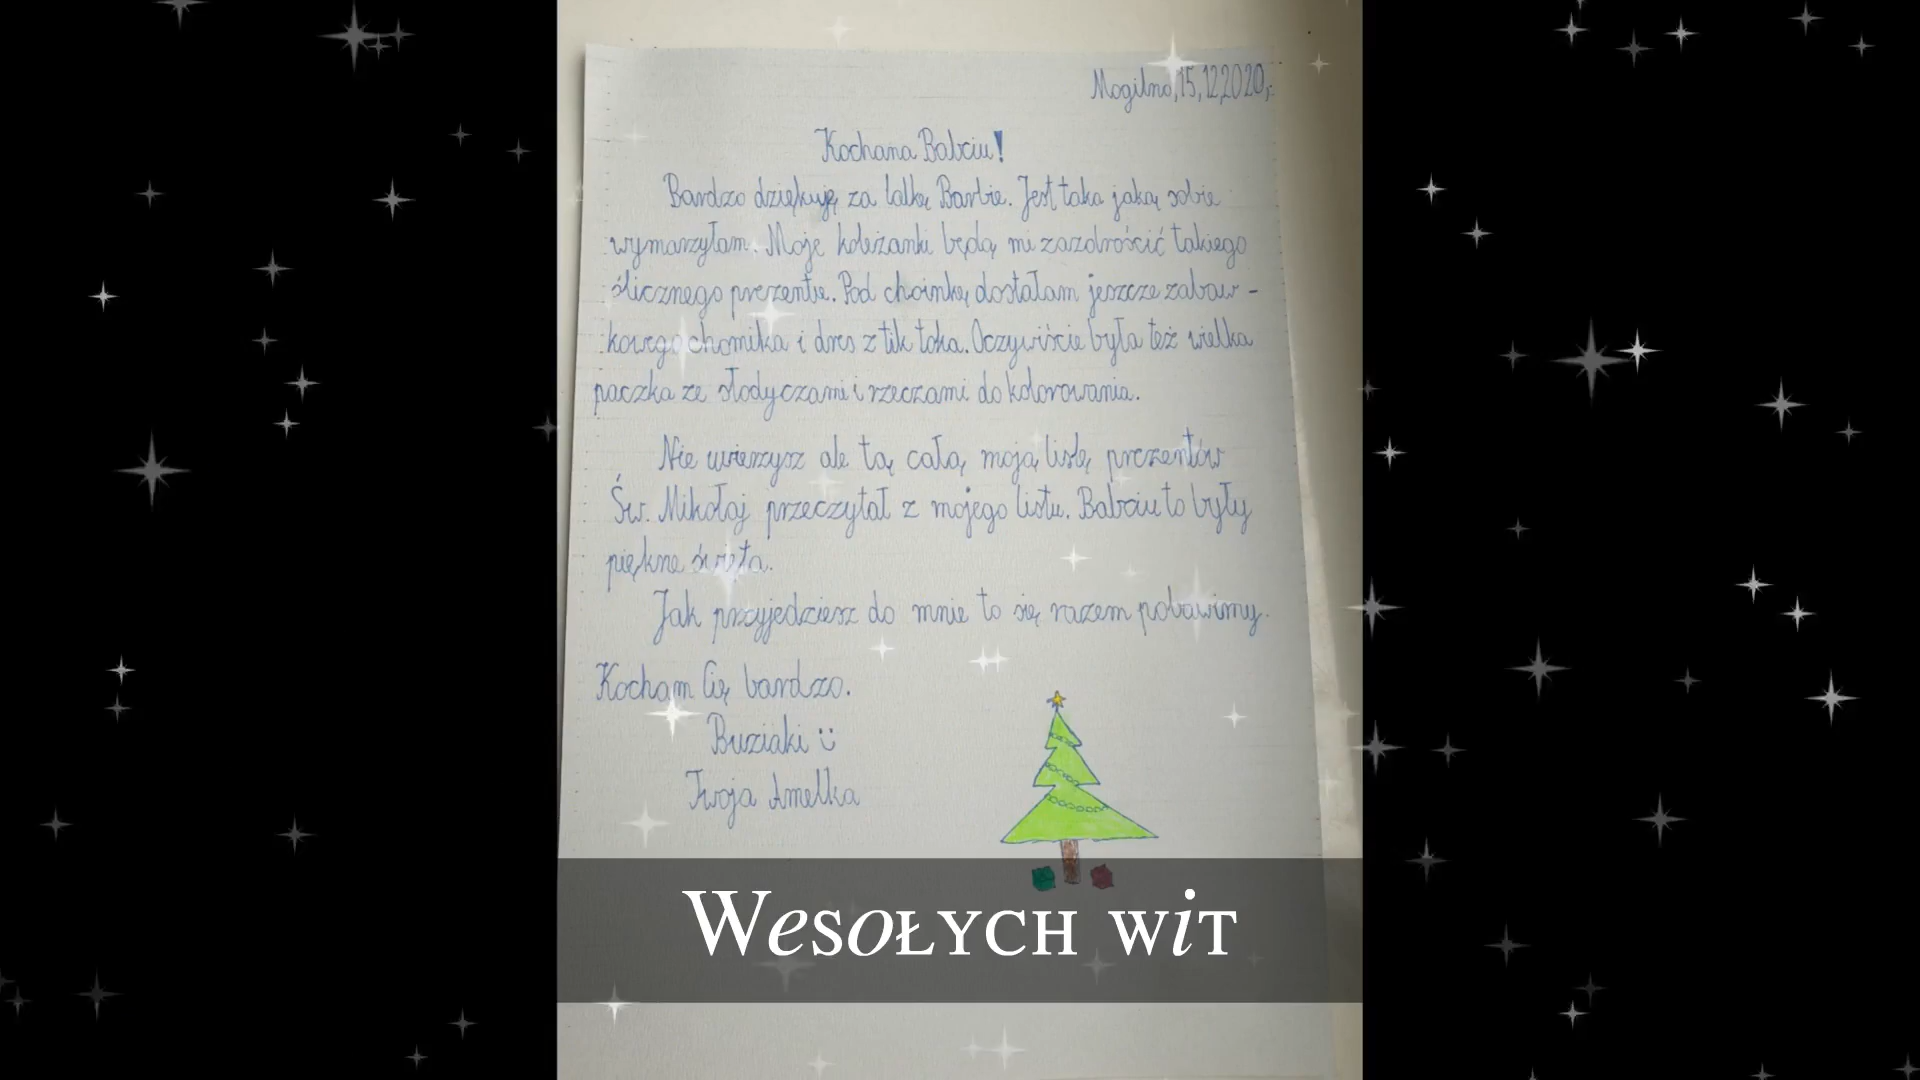 Mogilno, 15,12,2020r.
Kochana Babciu!
Bardzo dziękuję za lalkę Barbie. Jest taka jaką sobie
wymarzyłam. Moje koleżanki będą mi zazdrościć takiego
ślicznego prezentu. Pod choinkę dostałam jeszcze zabaw-
kowego chomika i dres z tik toka. Oczywiście była też wielka
paczka ze słodyczami i rzeczami do kolorowania.
Nie uwierzysz ale tą całą moją listę prezentów
Św. Mikołaj przeczytał z mojego listu. Babciu to były
piękne święta.
Jak przyjedziesz do mnie to się razem pobawimy.
Kocham Cię bardzo.
Buziaki
Twoja Amelka
Wesołych wit